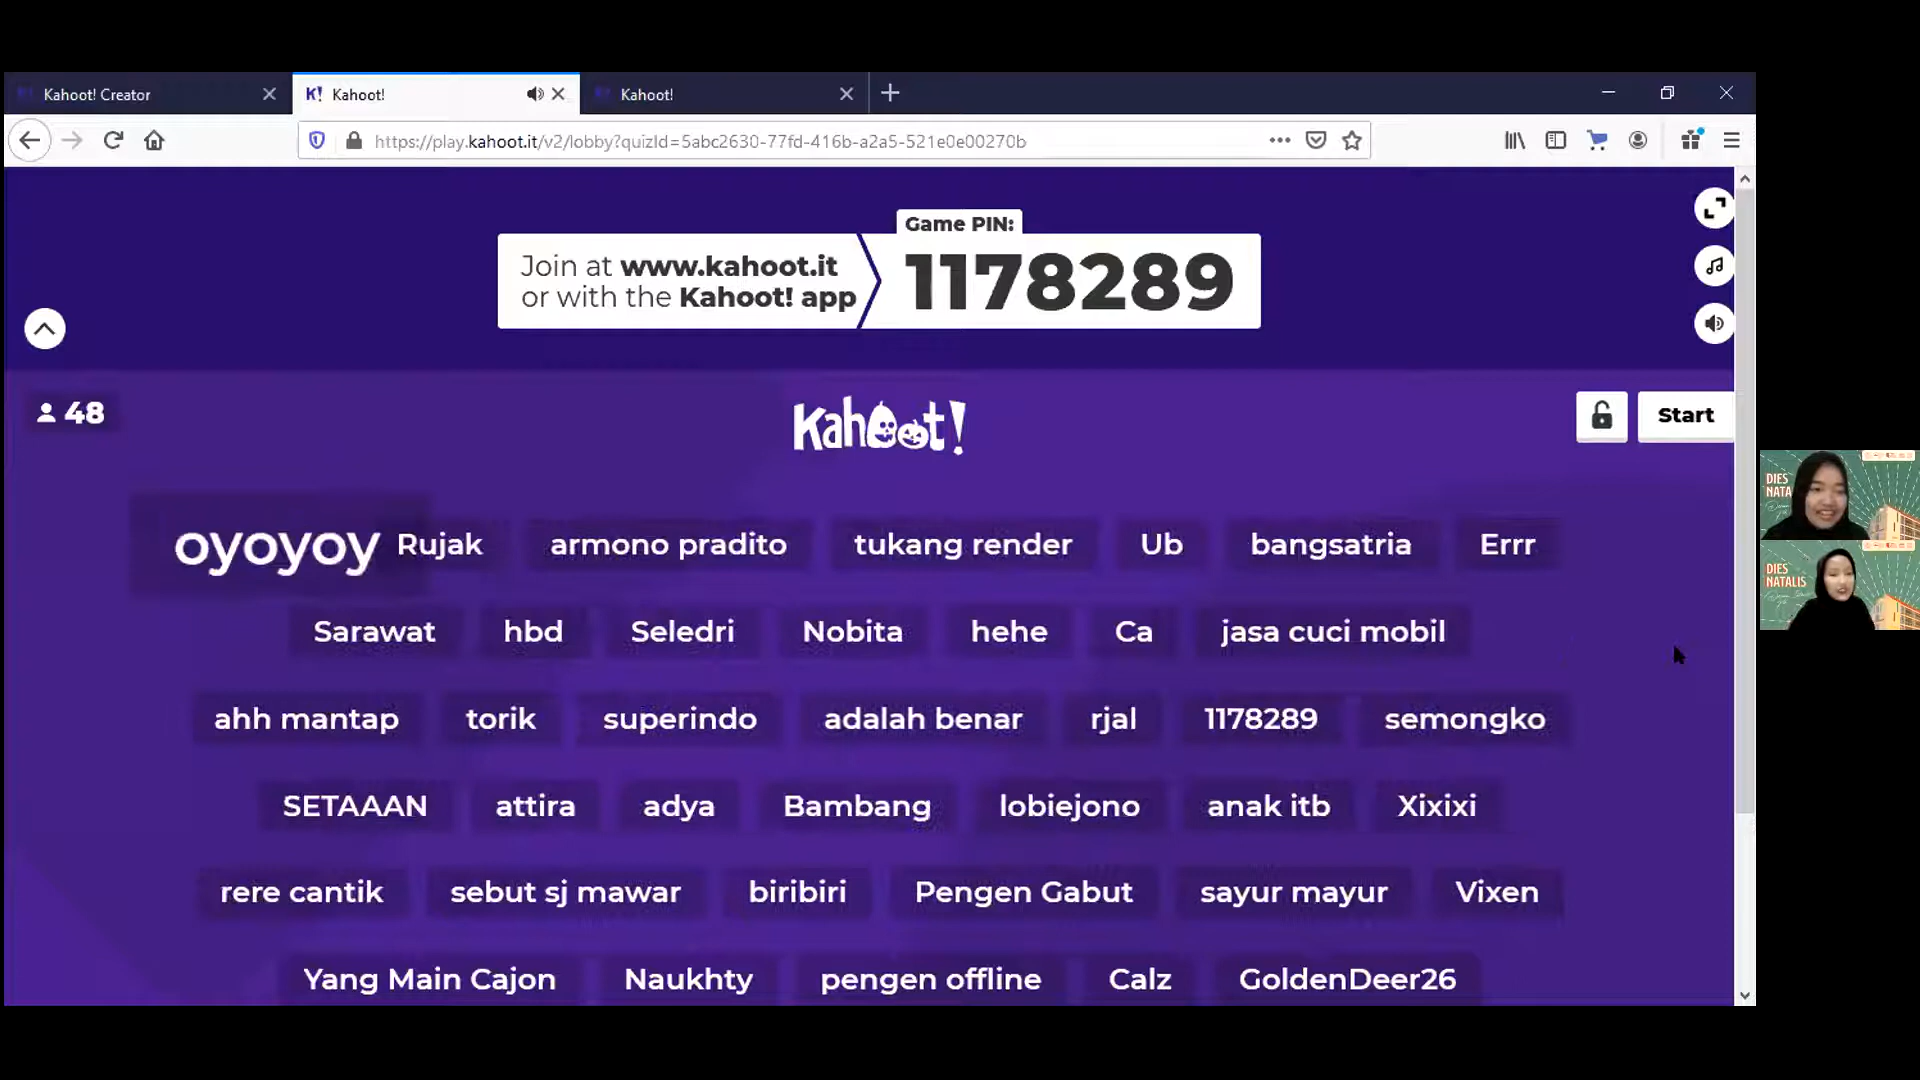 Kahoot! Creator
Kahoot!
Kahoot!
https://play.kahoot.it/v2/lobby?quizId=5abc2630-77fd-416b-a2a5-521e0e00270b
Game PIN:
Join at www.kahoot.it
or with the Kahoot! app
1178289
48
Kahoot!
Start
oyoyoy Rujak armono pradito tukang render Ub bangsatria Errr
Sarawat hbd Seledri Nobita hehe Ca jasa cuci mobil
ahh mantap torik superindo adalah benar rjal 1178289 semongko
SETAAAN attira adya Bambang lobiejono anak itb Xixixi
rere cantik sebut sj mawar biribiri Pengen Gabut sayur mayur Vixen
Yang Main Cajon Naukhty pengen offline Calz GoldenDeer26
DIES
NATA
DIES
NATALIS